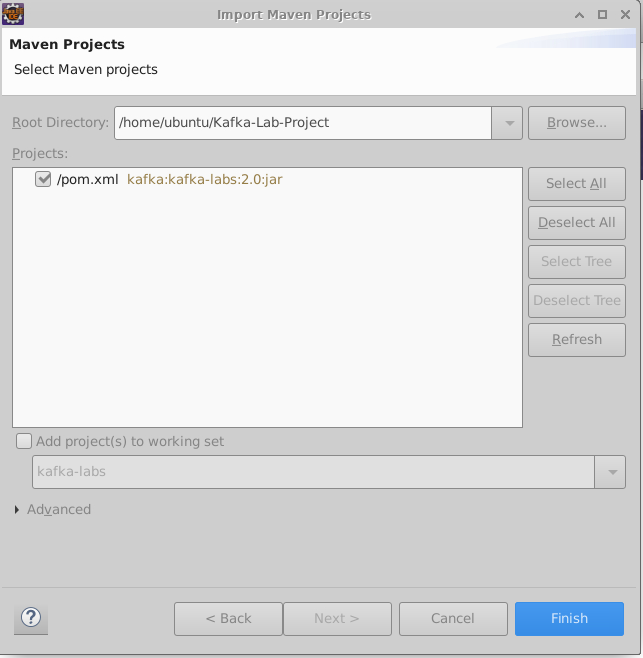 Import Maven Projects
Maven Projects
Select Maven projects
Root Directory: /home/ubuntu/Kafka-Lab-Project Browse...
Projects:
/pom.xml kafka:kafka-labs:2.0:jar
Select All
Deselect All
Select Tree
Deselect Tree
Refresh
Add project(s) to working set
kafka-labs
Advanced
? < Back Next > Cancel Finish